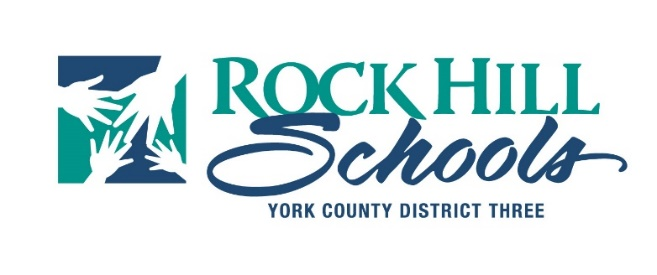 ROCK HILL
Schools
YORK COUNTY DISTRICT THREE